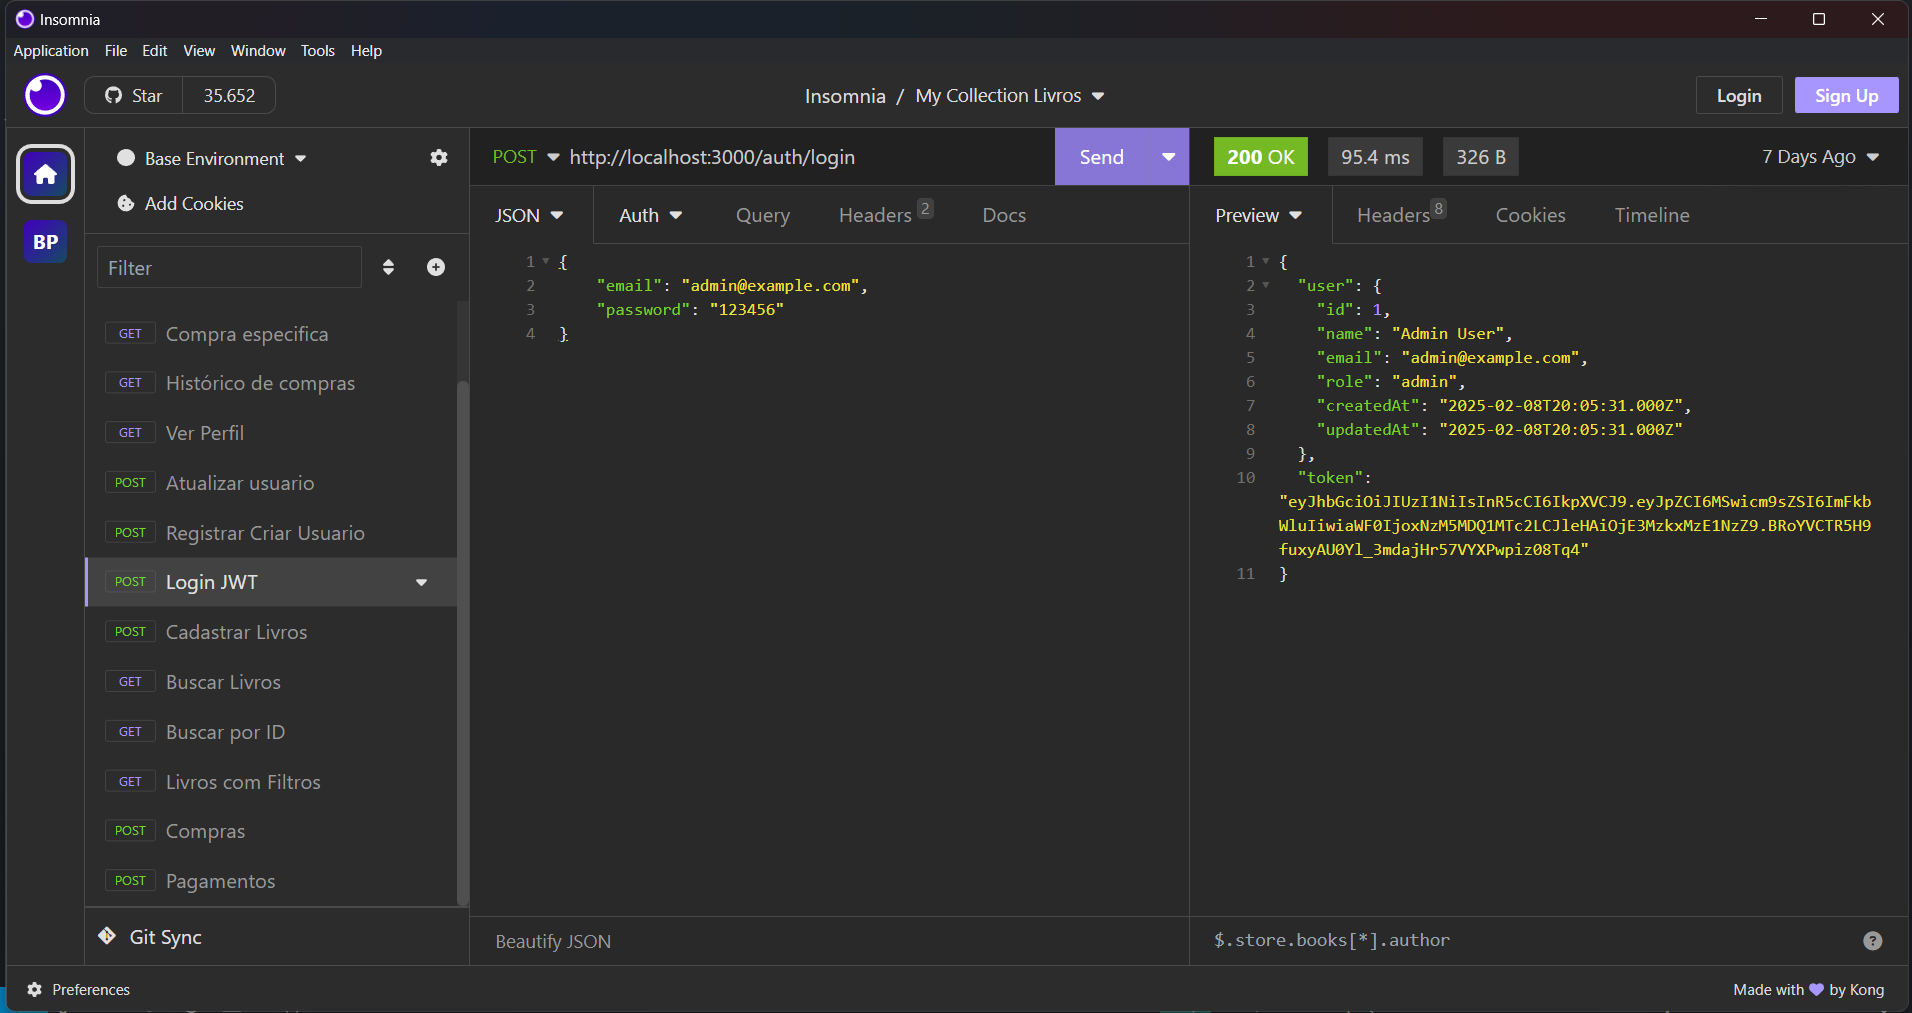 Insomnia
Application File Edit View Window Tools Help
Star 35.652
Insomnia / My Collection Livros
Login Sign Up
BP
Base Environment
Add Cookies
Filter
GET Compra especifica
GET Histórico de compras
GET Ver Perfil
POST Atualizar usuario
POST Registrar Criar Usuario
POST Login JWT
POST Cadastrar Livros
GET Buscar Livros
GET Buscar por ID
GET Livros com Filtros
POST Compras
POST Pagamentos
Git Sync
POST http://localhost:3000/auth/login Send
JSON Auth Query Headers 2 Docs
1 {
2 "email": "admin@example.com",
3 "password": "123456"
4 }
Beautify JSON
200 OK 95.4 ms 326 B 7 Days Ago
Preview Headers 8 Cookies Timeline
1 {
2 "user": {
3 "id": 1,
4 "name": "Admin User",
5 "email": "admin@example.com",
6 "role": "admin",
7 "createdAt": "2025-02-08T20:05:31.000Z",
8 "updatedAt": "2025-02-08T20:05:31.000Z"
9 },
10 "token":
"eyJhbGciOiJIUzI1NiIsInR5cCI6IkpXVCJ9.eyJpZCI6MSwicm9sZSI6ImFkb
WluIiwiaWF0IjoxNzM5MDQ1MTc2LCJleHAiOjE3MzkxMzE1NzZ9.BRoYVCTR5H9
fuxyAU0Yl_3mdajHr57VYXPwpiz08Tq4"
11 }
$.store.books[*].author
Preferences
Made with by Kong